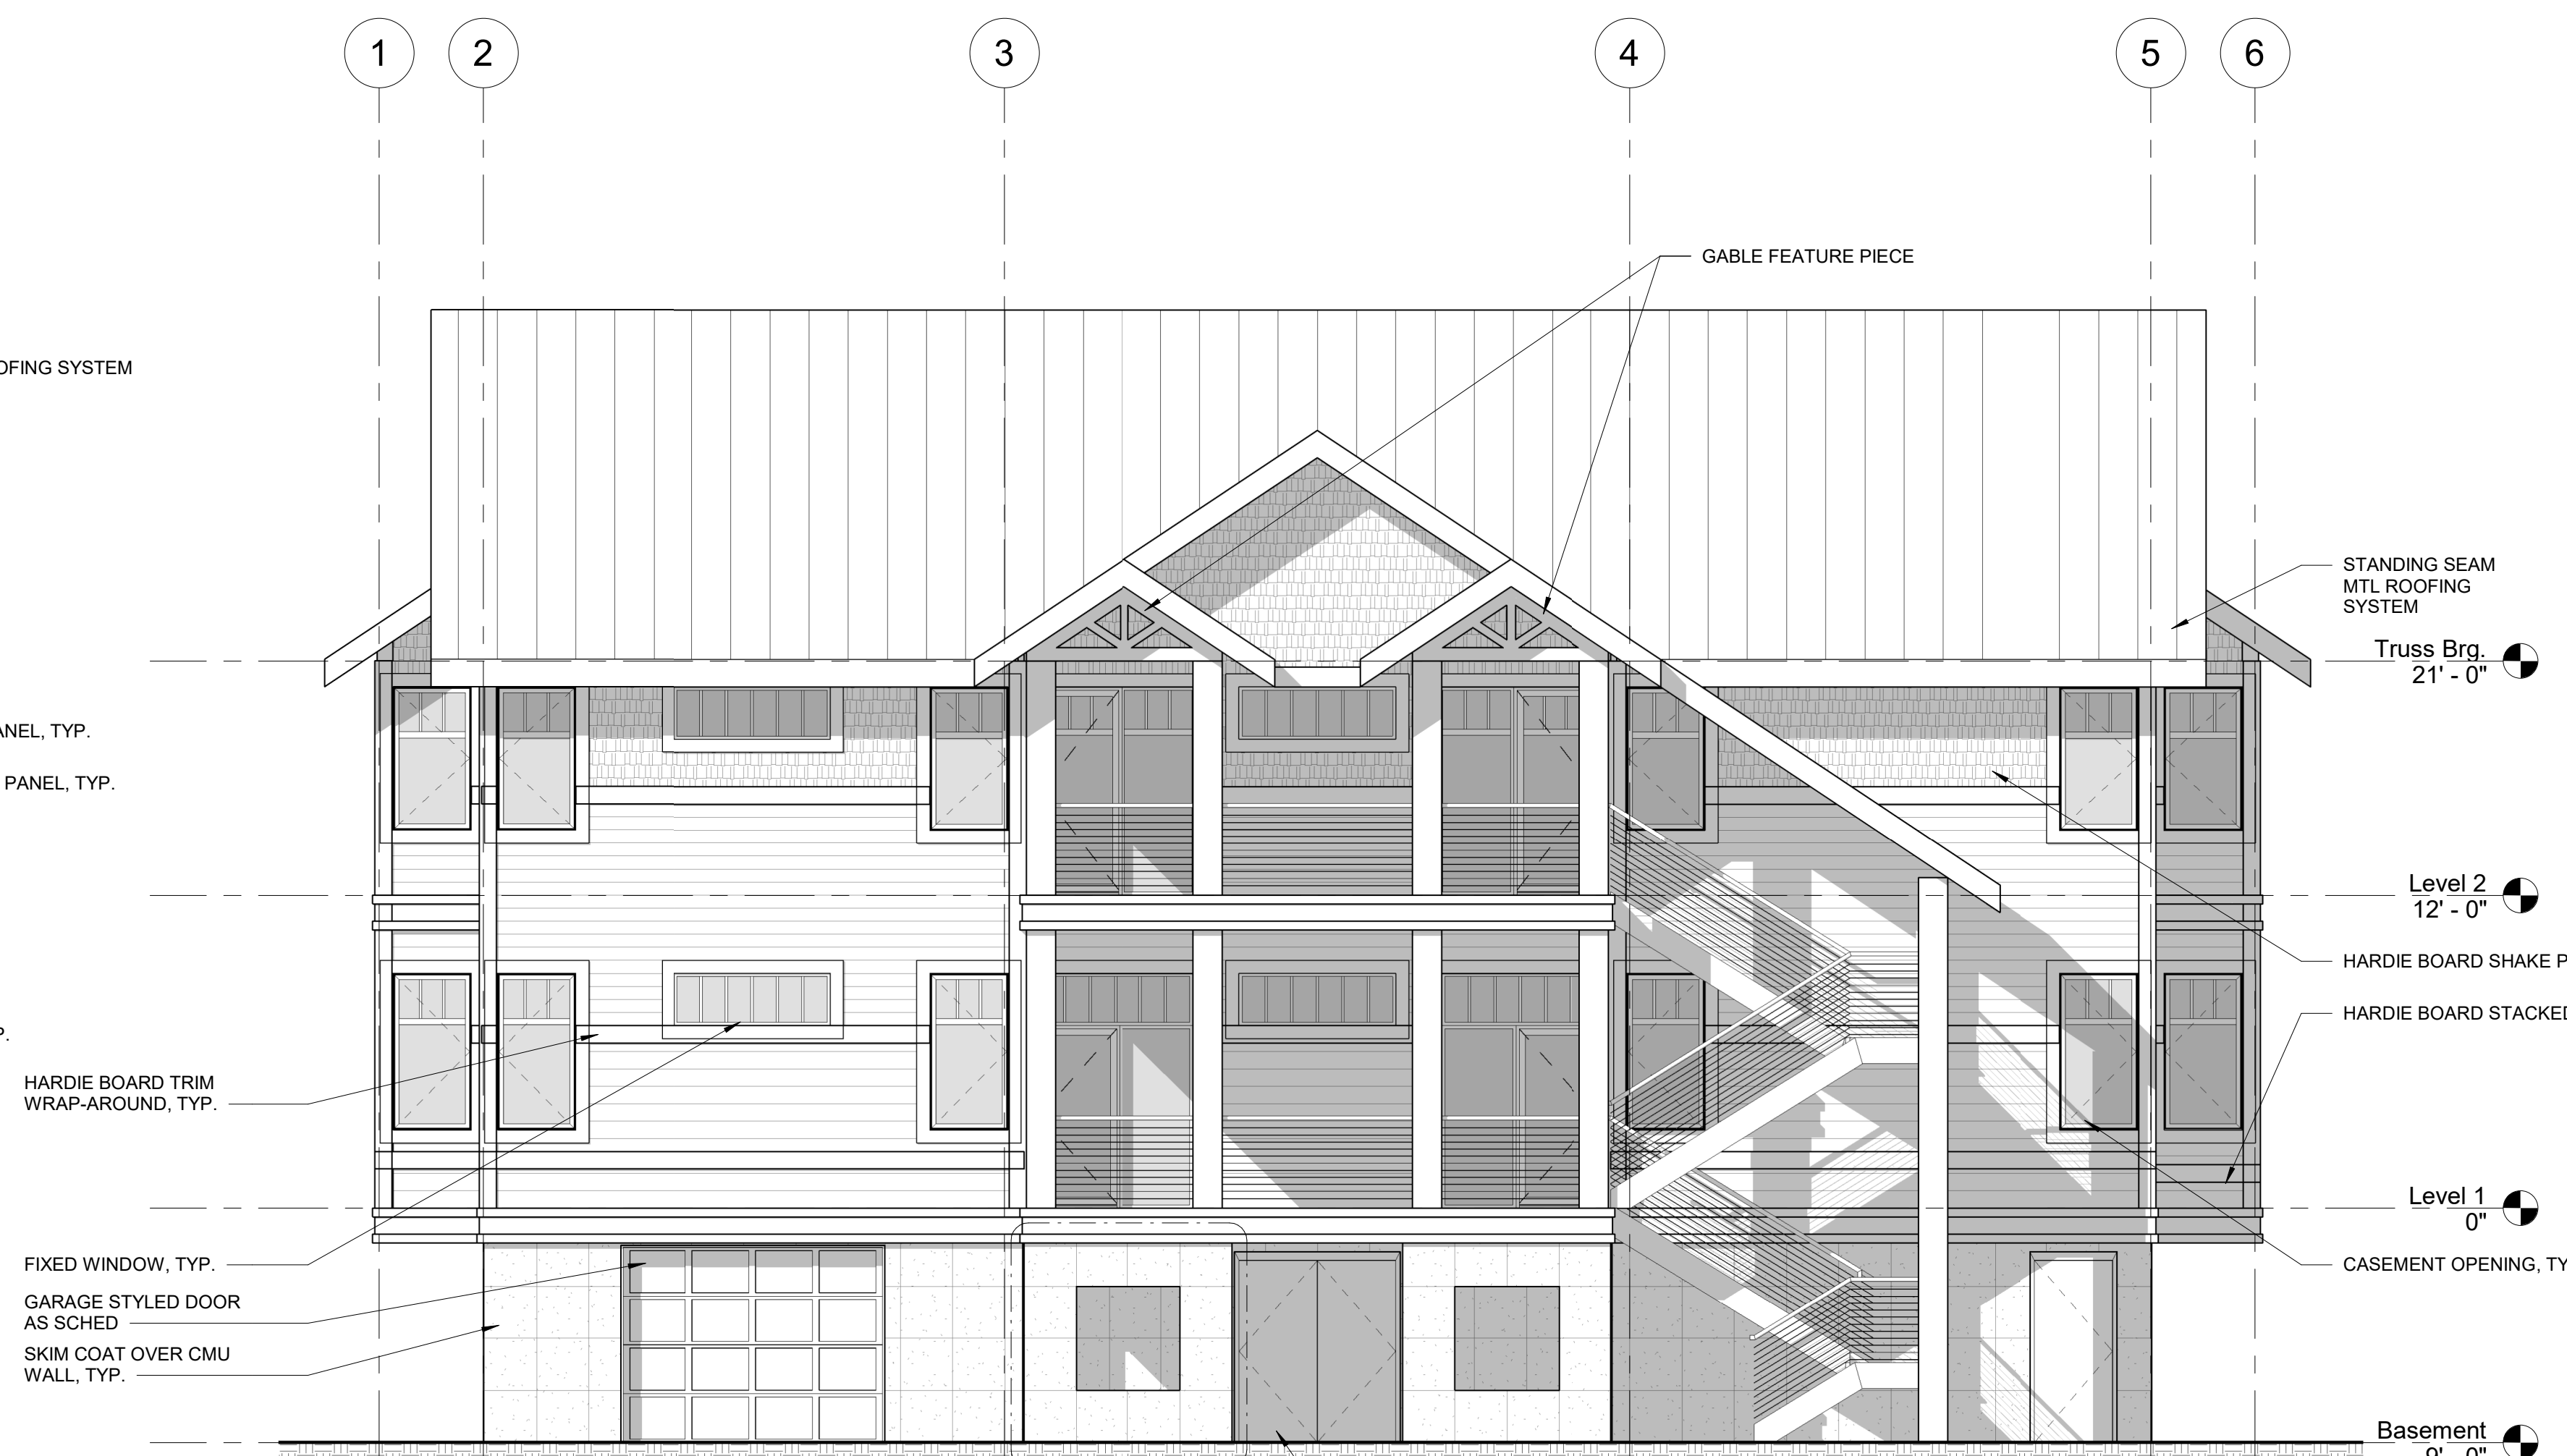 1 2 3 4 5 6
GABLE FEATURE PIECE
OFING SYSTEM
STANDING SEAM
MTL ROOFING
SYSTEM
Truss Brg.
21' - 0"
ANEL, TYP.
PANEL, TYP.
Level 2
12' - 0"
HARDIE BOARD SHAKE P
HARDIE BOARD STACKED
P.
HARDIE BOARD TRIM
WRAP-AROUND, TYP.
Level 1
0"
FIXED WINDOW, TYP.
CASEMENT OPENING, TY
GARAGE STYLED DOOR
AS SCHED
SKIM COAT OVER CMU
WALL, TYP.
Basement
9' - 0"